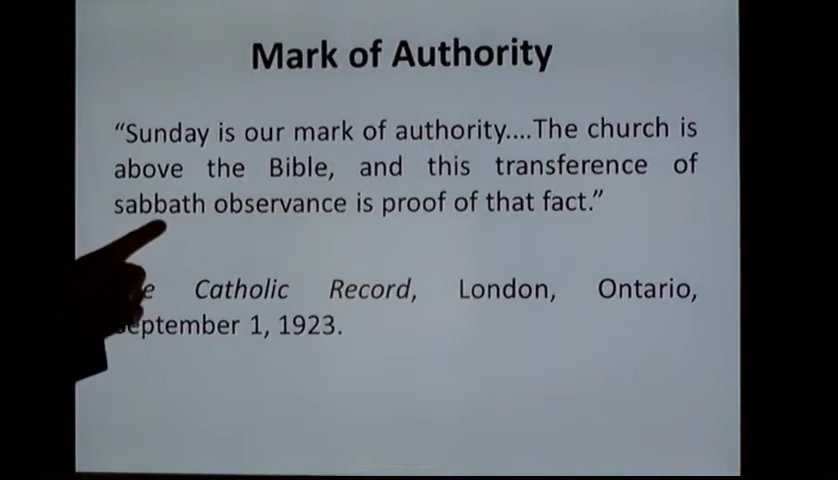 Mark of Authority
“Sunday is our mark of authority....The church is
above the Bible, and this transference of
sabbath observance is proof of that fact.”
Catholic Record, London, Ontario,
September 1, 1923.